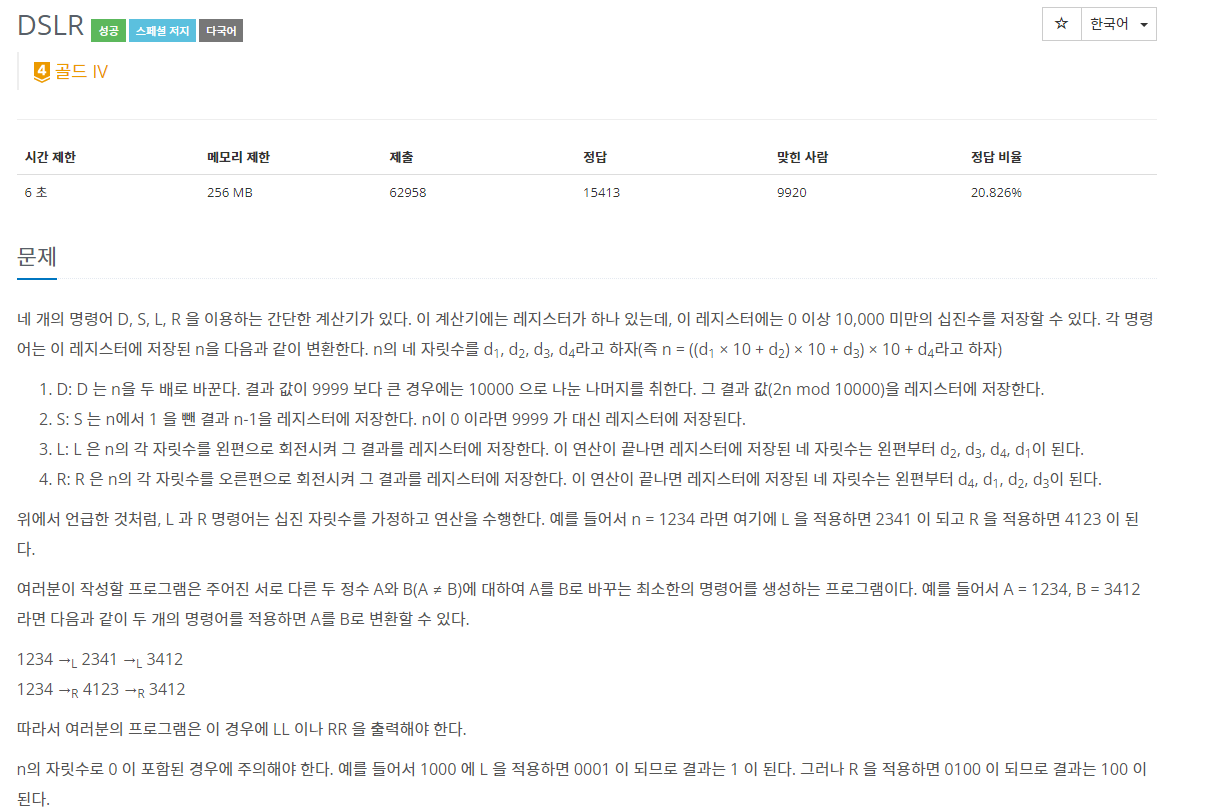 DSLR 성공 스페셜 저지 다국어
☆ 한국어
4 골드 IV
시간 제한 메모리 제한 제출 정답 맞힌 사람 정답 비율
6 초 256 MB 62958 15413 9920 20.826%
문제
네 개의 명령어 D, S, L, R 을 이용하는 간단한 계산기가 있다. 이 계산기에는 레지스터가 하나 있는데, 이 레지스터에는 0 이상 10,000 미만의 십진수를 저장할 수 있다. 각 명령
어는 이 레지스터에 저장된 n을 다음과 같이 변환한다. n의 네 자릿수를 d1, d2, d3, d4라고 하자(즉 n = ((d1 × 10 + d2) × 10 + d3) × 10 + d4라고 하자)
1. D: D 는 n을 두 배로 바꾼다. 결과 값이 9999 보다 큰 경우에는 10000 으로 나눈 나머지를 취한다. 그 결과 값(2n mod 10000)을 레지스터에 저장한다.
2. S: S 는 n에서 1 을 뺀 결과 n-1을 레지스터에 저장한다. n이 0 이라면 9999 가 대신 레지스터에 저장된다.
3. L: L 은 n의 각 자릿수를 왼편으로 회전시켜 그 결과를 레지스터에 저장한다. 이 연산이 끝나면 레지스터에 저장된 네 자릿수는 왼편부터 d2, d3, d4, d1이 된다.
4. R: R 은 n의 각 자릿수를 오른편으로 회전시켜 그 결과를 레지스터에 저장한다. 이 연산이 끝나면 레지스터에 저장된 네 자릿수는 왼편부터 d4, d1, d2, d3이 된다.
위에서 언급한 것처럼, L 과 R 명령어는 십진 자릿수를 가정하고 연산을 수행한다. 예를 들어서 n = 1234 라면 여기에 L 을 적용하면 2341 이 되고 R 을 적용하면 4123 이 된
다.
여러분이 작성할 프로그램은 주어진 서로 다른 두 정수 A와 B(A ≠ B)에 대하여 A를 B로 바꾸는 최소한의 명령어를 생성하는 프로그램이다. 예를 들어서 A = 1234, B = 3412
라면 다음과 같이 두 개의 명령어를 적용하면 A를 B로 변환할 수 있다.
1234 →L 2341 →L 3412
1234 →R 4123 →R 3412
따라서 여러분의 프로그램은 이 경우에 LL 이나 RR 을 출력해야 한다.
n의 자릿수로 0 이 포함된 경우에 주의해야 한다. 예를 들어서 1000 에 L 을 적용하면 0001 이 되므로 결과는 1 이 된다. 그러나 R 을 적용하면 0100 이 되므로 결과는 100 이
된다.